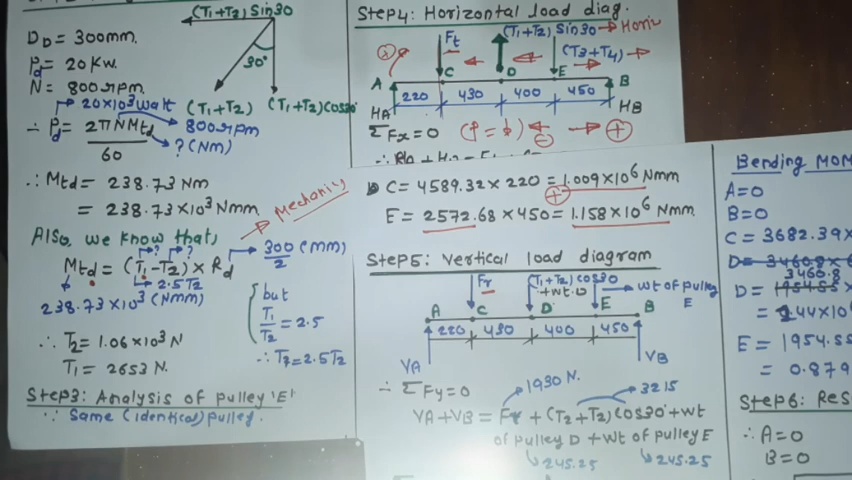 (T1+T2) Sin30
DD = 300mm.
Pd = 20 kw.
30°
N = 800 rpm.
20×10³ watt
(T1+T2)
(T1+T2)cos30
∴ Pd = 2πNMtd / 60
800rpm
? (Nm)
∴ Mtd = 238.73 Nm
= 238.73×10³ Nmm
Mechanics
Also, we know that,
Mtd = (T1-T2) × Rd
300 (mm) / 2
2.5T2
238.73×10³ (Nmm)
but
T1/T2 = 2.5
∴ T2 = 1.06×10³ N
T1 = 2653 N.
∴ T1=2.5T2
Step3: Analysis of pulley 'E'
∵ Same (identical) pulley.
Step4: Horizontal load diag.
Ft
(T1+T2) Sin30
(T3+T4)
A
C
D
E
B
220 430 400 450
HA
HB
ΣFx=0
C = 4589.32 × 220 = 1.009×10⁶ Nmm
E = 2572.68 × 450 = 1.158×10⁶ Nmm
Step5: Vertical load diagram
Fr
(T1+T2) cos30
+wt.D
wt of pulley
E
A C D E B
220 430 400 450
VA
VB
∴ ΣFy=0
1930 N.
3215
VA+VB = Fr + (T2+T2) cos30 + wt
of pulley D + wt of pulley E
245.25
245.25
Bending MOM
A=0
B=0
C = 3682.39×
3460.8
D =
= 2.44×10
E = 1954.55
= 0.879
Step6: Res
∴ A=0
B=0